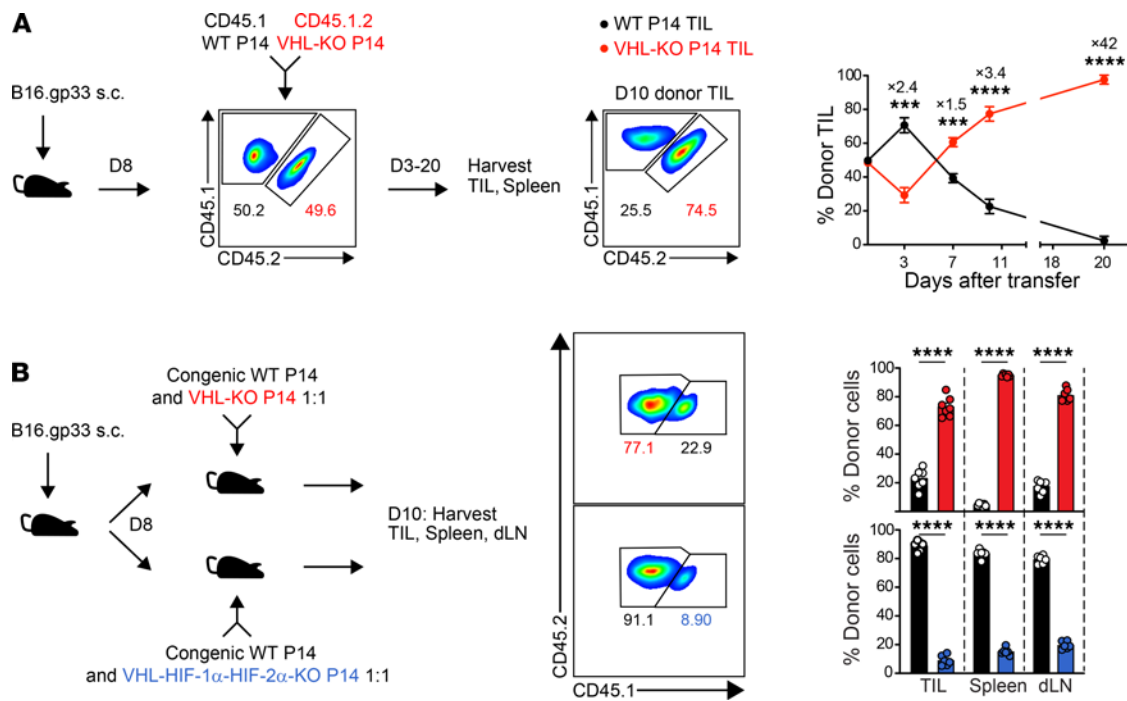 A
CD45.1 CD45.1.2
WT P14 VHL-KO P14
B16.gp33 s.c.
D8
CD45.1
50.2 49.6
CD45.2
D3-20
Harvest
TIL, Spleen
WT P14 TIL
VHL-KO P14 TIL
D10 donor TIL
CD45.1
25.5 74.5
CD45.2
% Donor TIL
100
80
60
40
20
0
×2.4
***
×1.5
***
×3.4
****
×42
****
3 7 11 18 20
Days after transfer
B
Congenic WT P14
and VHL-KO P14 1:1
B16.gp33 s.c.
D8
D10: Harvest
TIL, Spleen, dLN
Congenic WT P14
and VHL-HIF-1α-HIF-2α-KO P14 1:1
CD45.2
77.1 22.9
91.1 8.90
CD45.1
**** **** ****
% Donor cells
100
80
60
40
20
**** **** ****
% Donor cells
100
80
60
40
20
0
TIL Spleen dLN